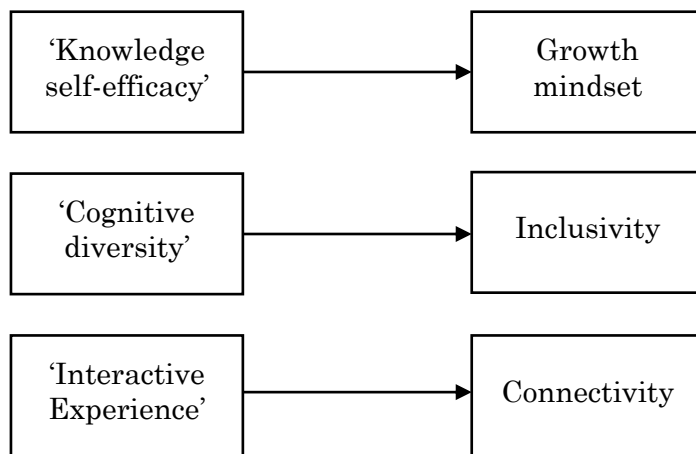 ‘Knowledge
self-efficacy’
Growth
mindset
‘Cognitive
diversity’
Inclusivity
‘Interactive
Experience’
Connectivity